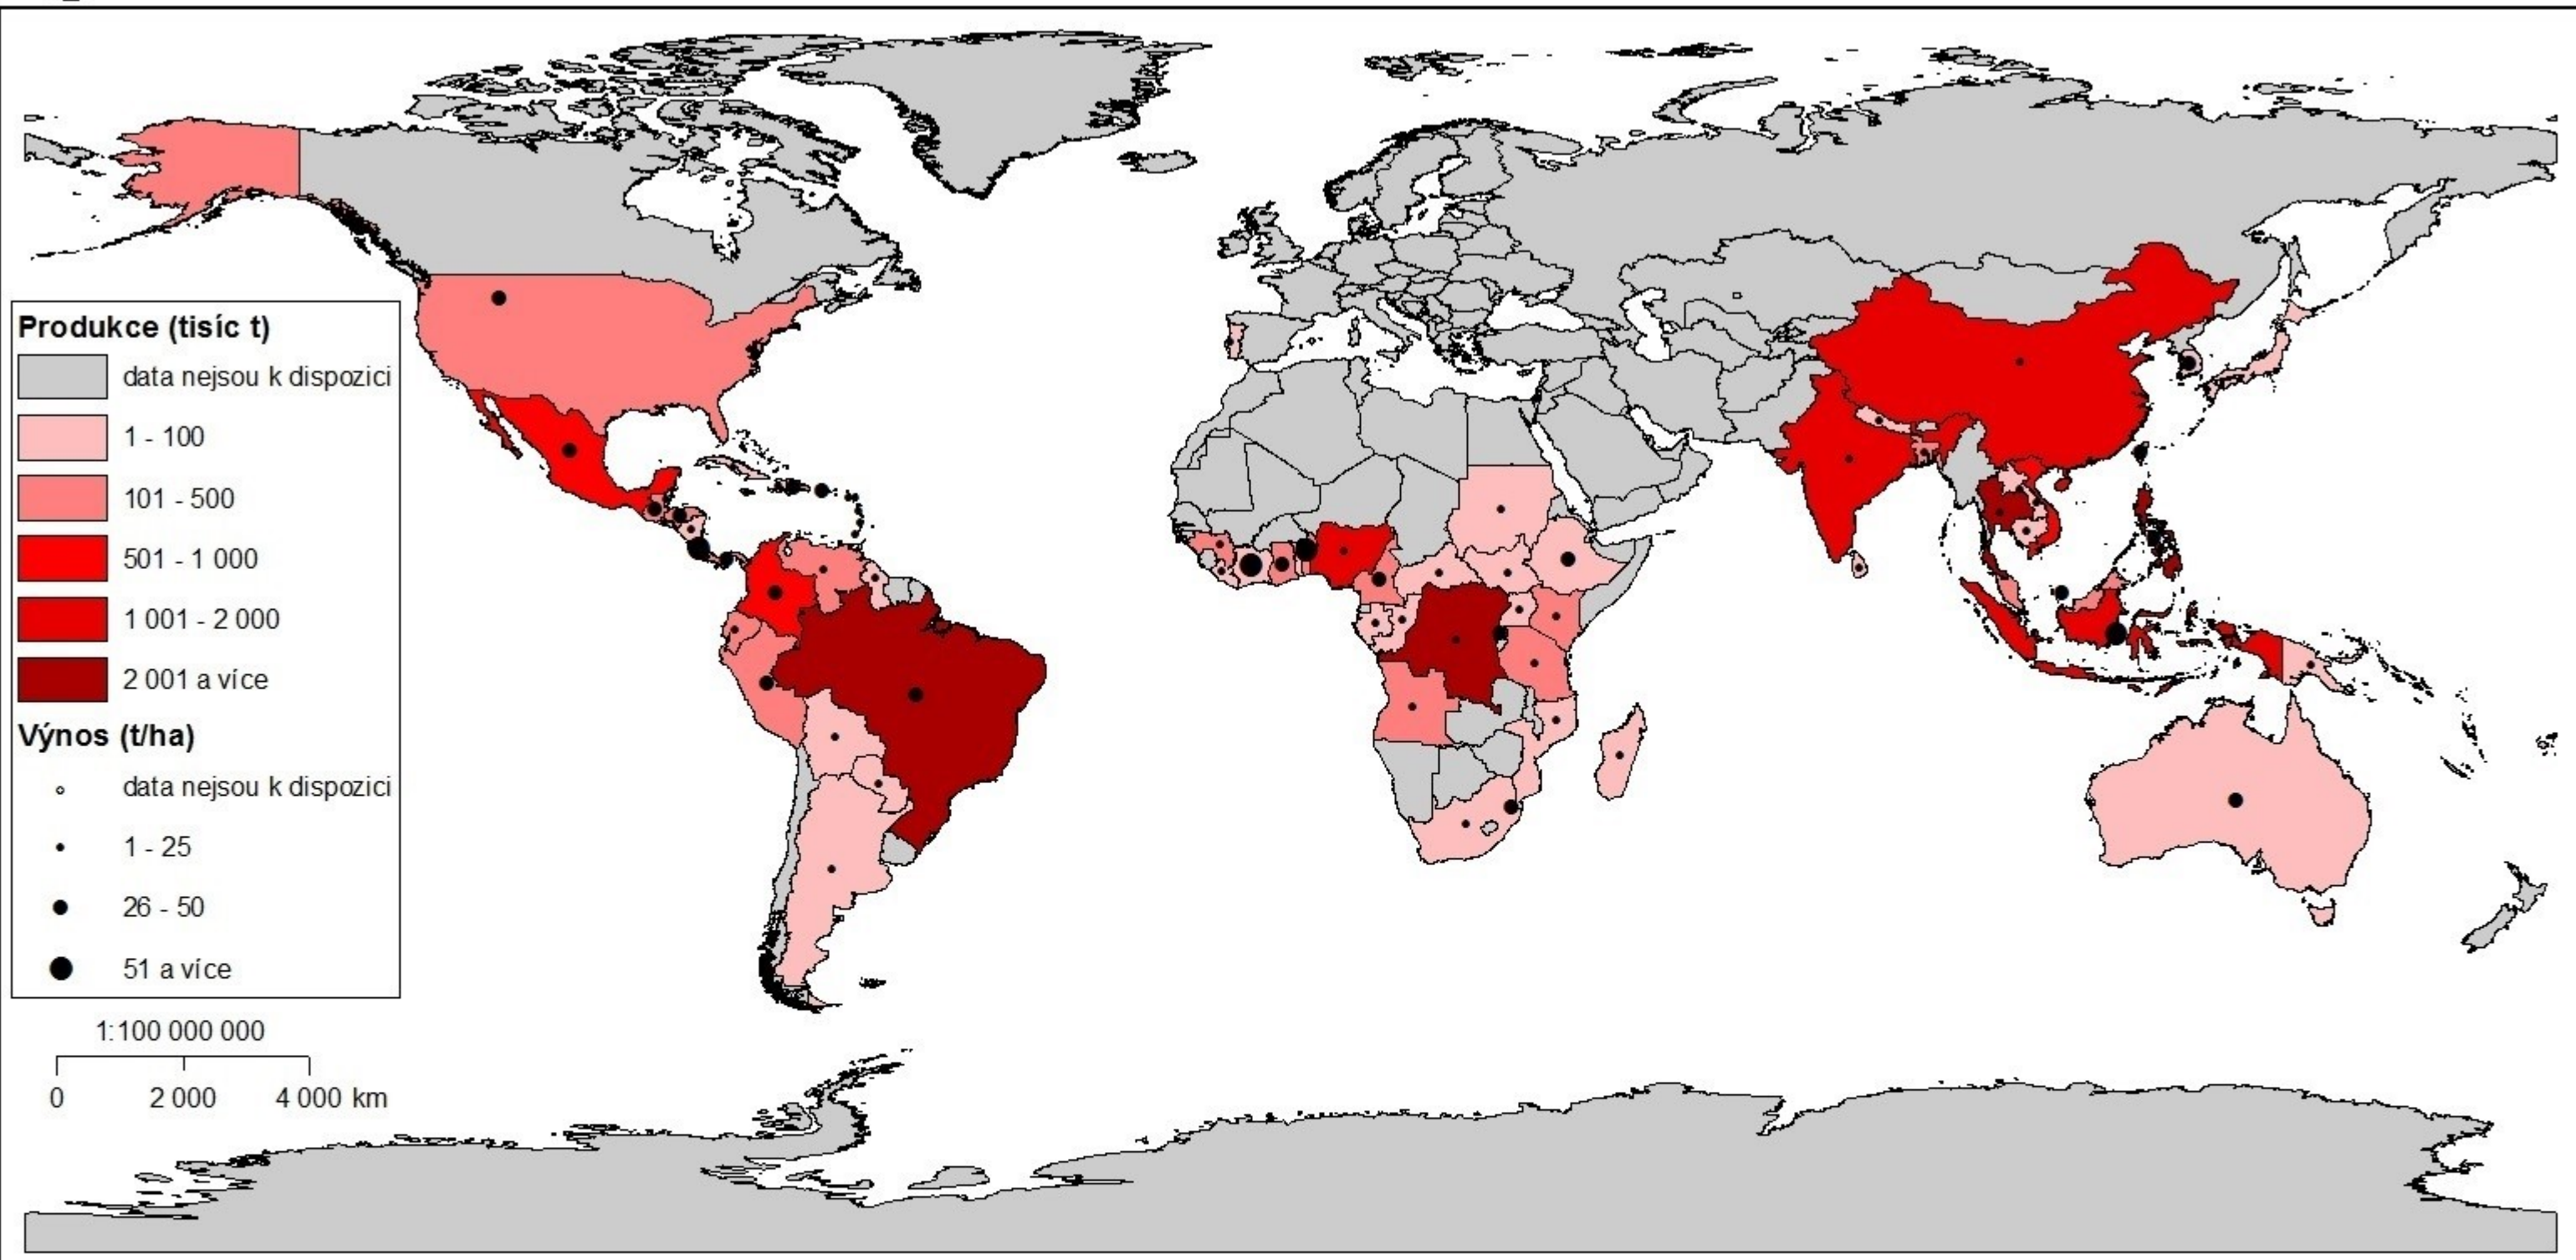 Produkce (tisíc t)
data nejsou k dispozici
1 - 100
101 - 500
501 - 1 000
1 001 - 2 000
2 001 a více
Výnos (t/ha)
data nejsou k dispozici
1 - 25
26 - 50
51 a více
1:100 000 000
0 2 000 4 000 km